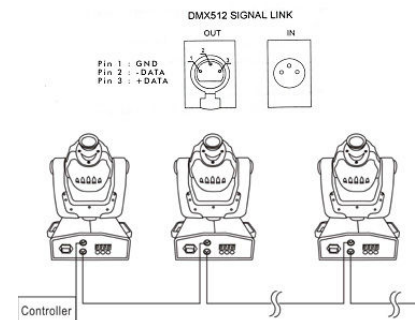 DMX512 SIGNAL LINK
OUT
IN
1
2
3
Pin 1 : GND
Pin 2 : -DATA
Pin 3 : +DATA
Controller